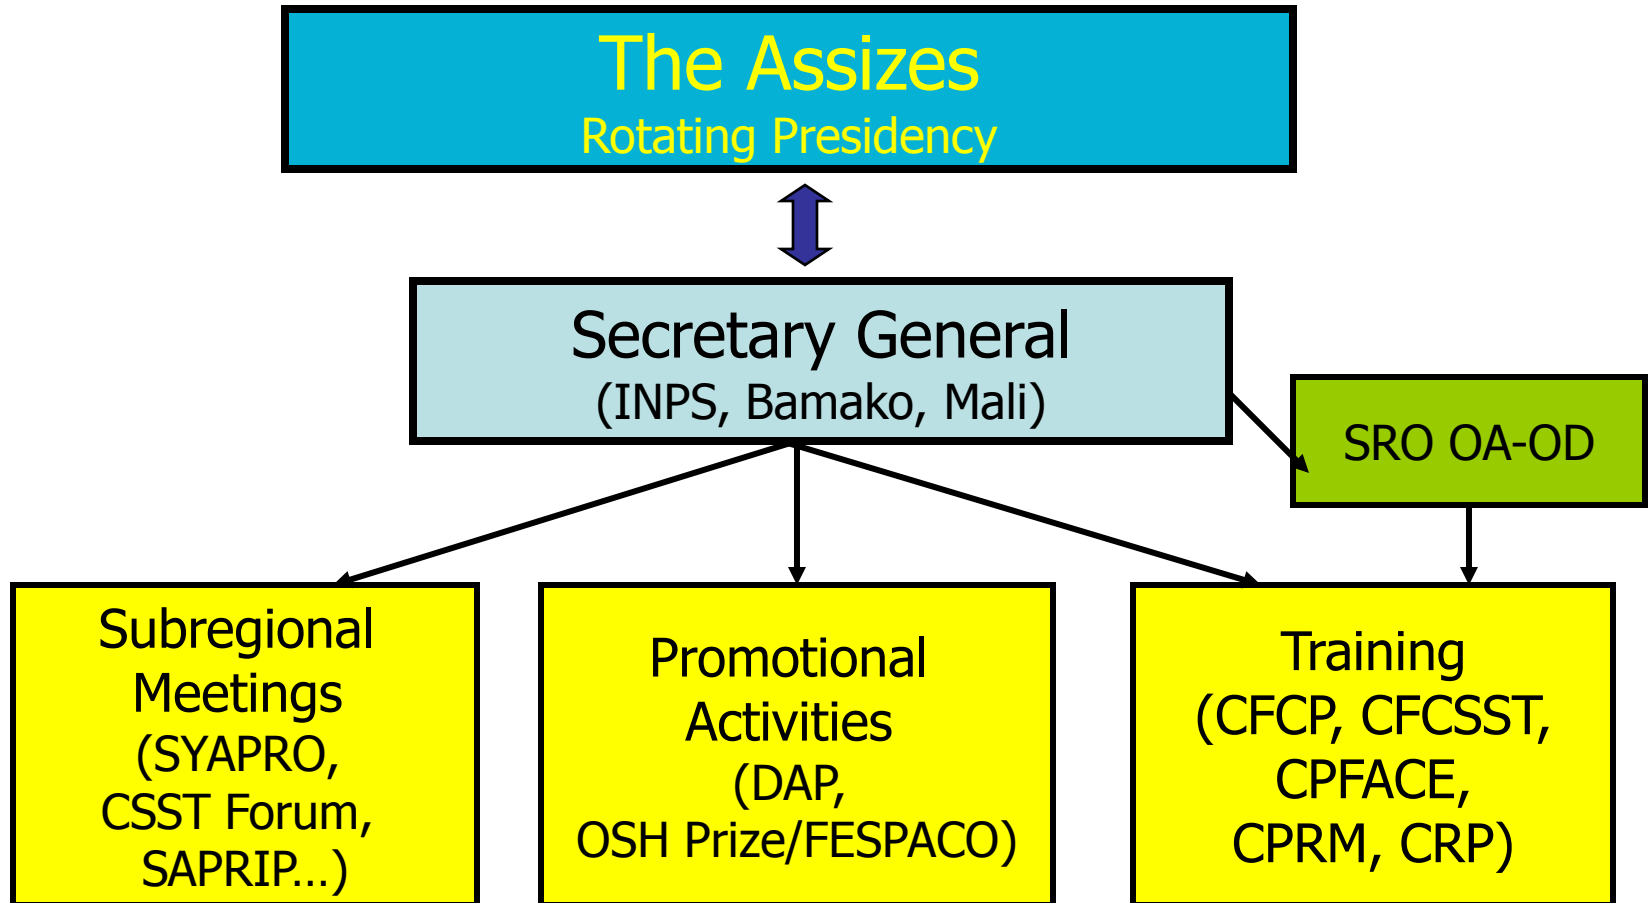 The Assizes
Rotating Presidency
Secretary General
(INPS, Bamako, Mali)
SRO OA-OD
Subregional
Meetings
(SYAPRO,
CSST Forum,
SAPRIP…)
Promotional
Activities
(DAP,
OSH Prize/FESPACO)
Training
(CFCP, CFCSST,
CPFACE,
CPRM, CRP)